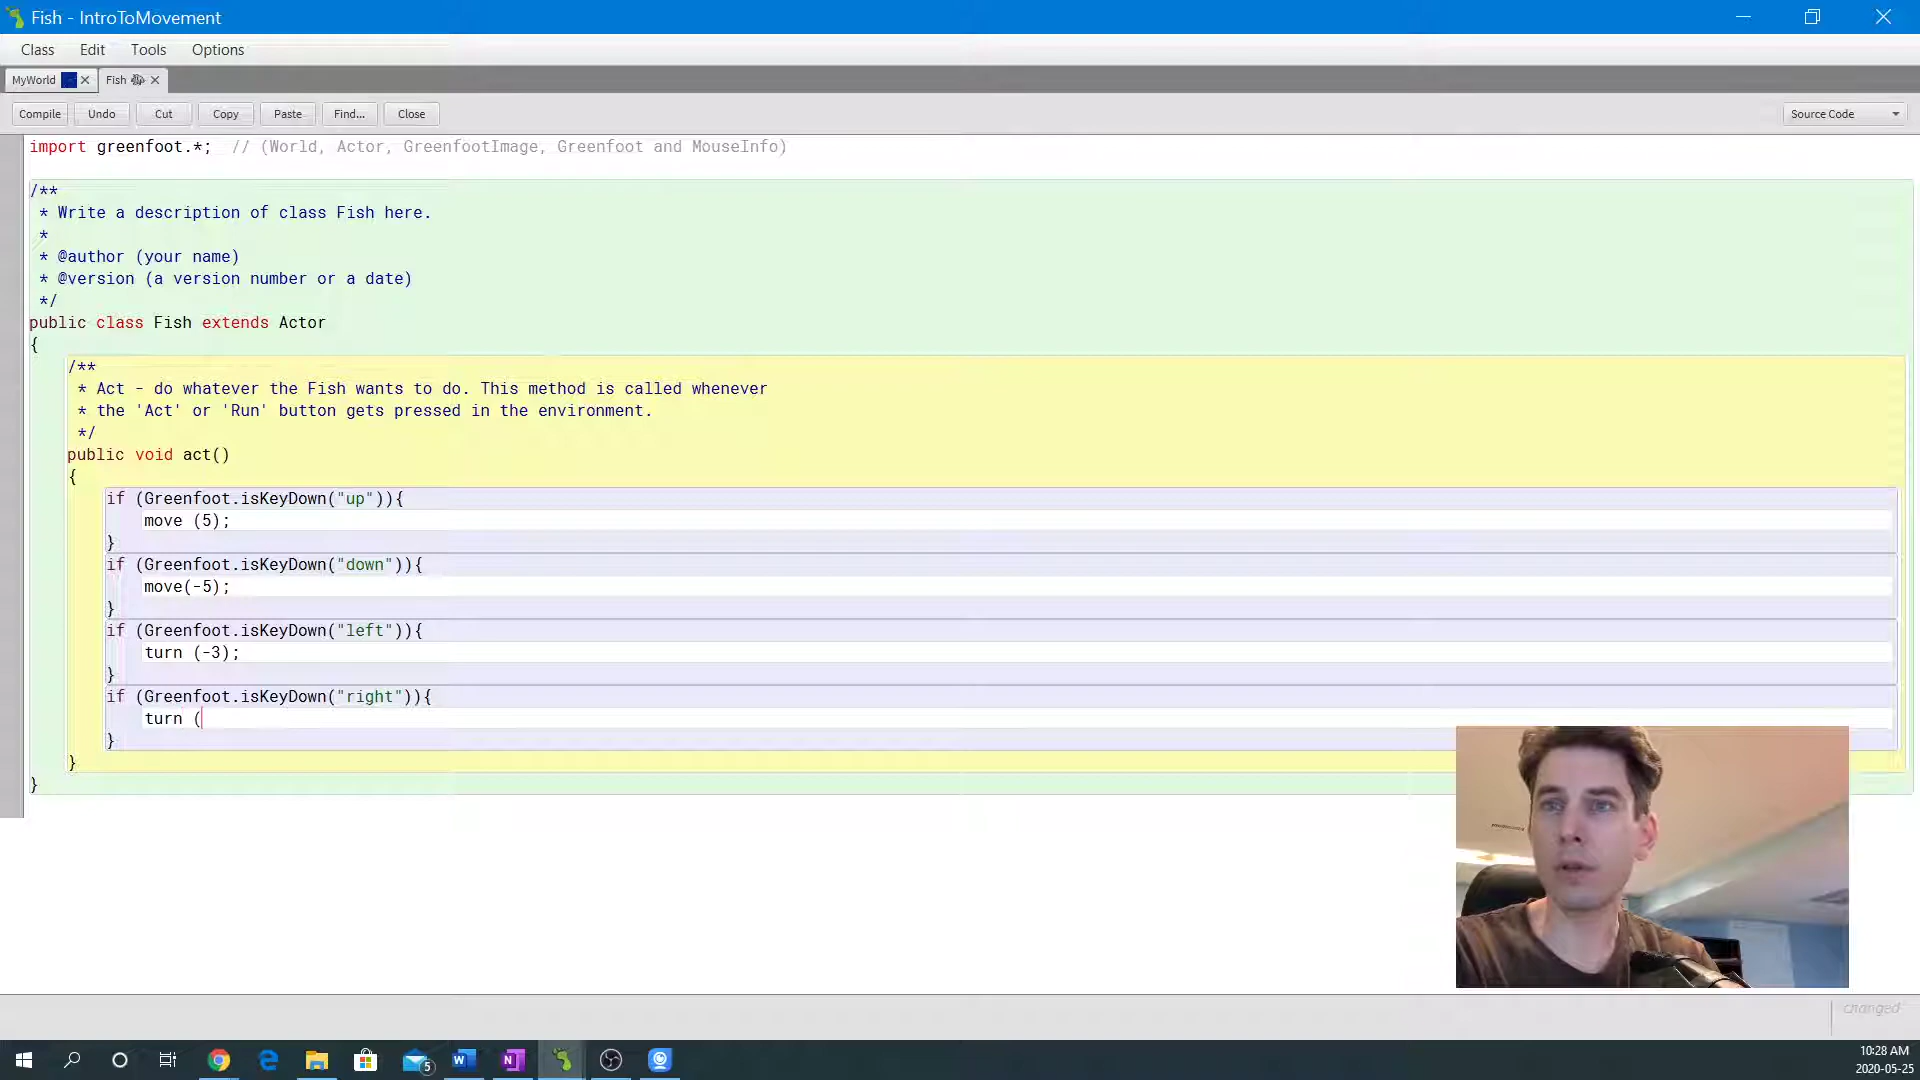 Fish - IntroToMovement
Class Edit Tools Options
MyWorld Fish
Compile Undo Cut Copy Paste Find... Close Source Code
import greenfoot.*;  // (World, Actor, GreenfootImage, Greenfoot and MouseInfo)
/**
 * Write a description of class Fish here.
 *
 * @author (your name)
 * @version (a version number or a date)
 */
public class Fish extends Actor
{
    /**
     * Act - do whatever the Fish wants to do. This method is called whenever
     * the 'Act' or 'Run' button gets pressed in the environment.
     */
    public void act()
    {
        if (Greenfoot.isKeyDown("up")){
            move (5);
        }
        if (Greenfoot.isKeyDown("down")){
            move(-5);
        }
        if (Greenfoot.isKeyDown("left")){
            turn (-3);
        }
        if (Greenfoot.isKeyDown("right")){
            turn (
        }
    }
}
changed
5
10:28 AM
2020-05-25